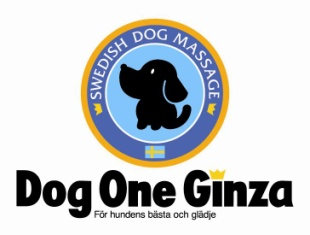 SWEDISH DOG MASSAGE
Dog One Ginza
För hundens bästa och glädje